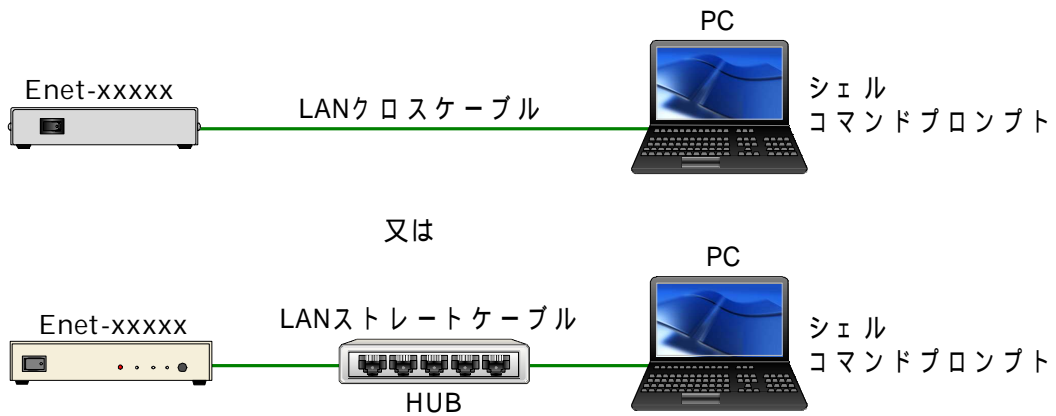 PC
Enet-xxxxx
LANクロスケーブル
シェル
コマンドプロンプト
又は
PC
Enet-xxxxx
LANストレートケーブル
シェル
コマンドプロンプト
HUB